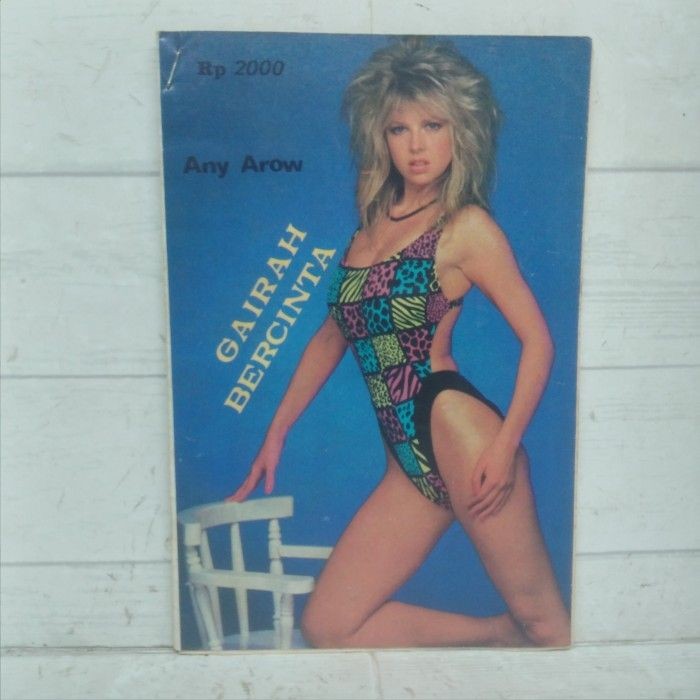 Rp 2000
Any Arow
GAIRAH
BERCINTA